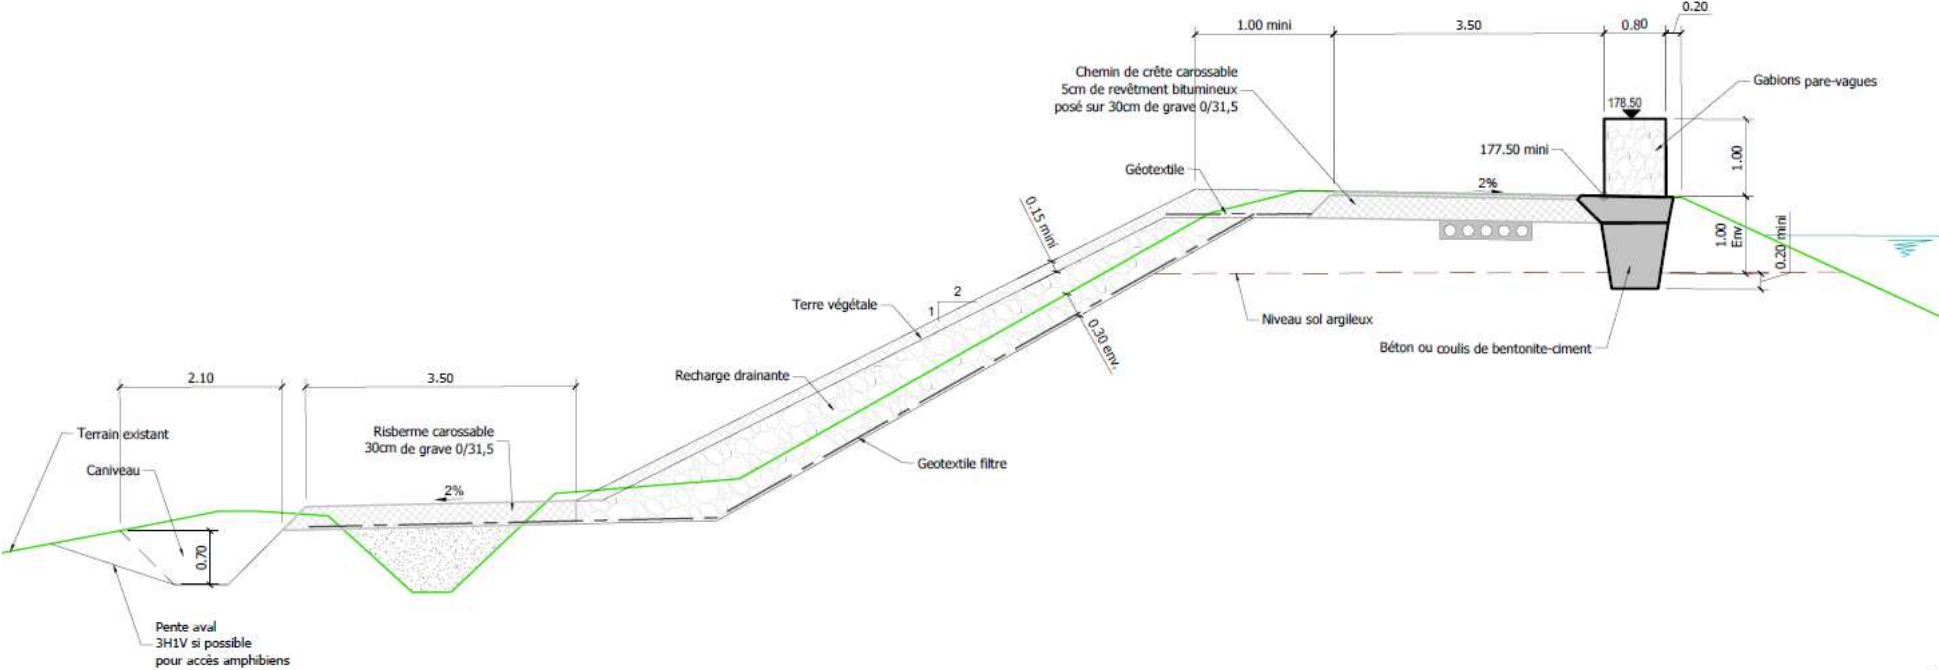 0.20
1.00 mini
3.50
0.80
Chemin de crête carossable
5cm de revêtment bitumineux
posé sur 30cm de grave 0/31,5
Gabions pare-vagues
178.50
177.50 mini
1.00
Géotextile
2%
0.15 mini
1.00
Env
0.20 mini
2
1
Terre végétale
Niveau sol argileux
0.30 env.
Béton ou coulis de bentonite-ciment
2.10
3.50
Recharge drainante
Terrain existant
Risberme carossable
30cm de grave 0/31,5
Caniveau
Geotextile filtre
2%
0.70
Pente aval
3H1V si possible
pour accès amphibiens